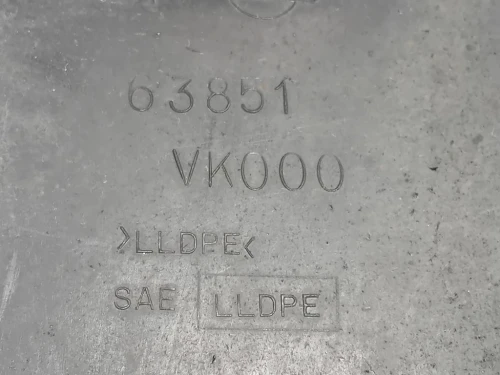 63851
VK000
>LLDPE<
SAE LLDPE